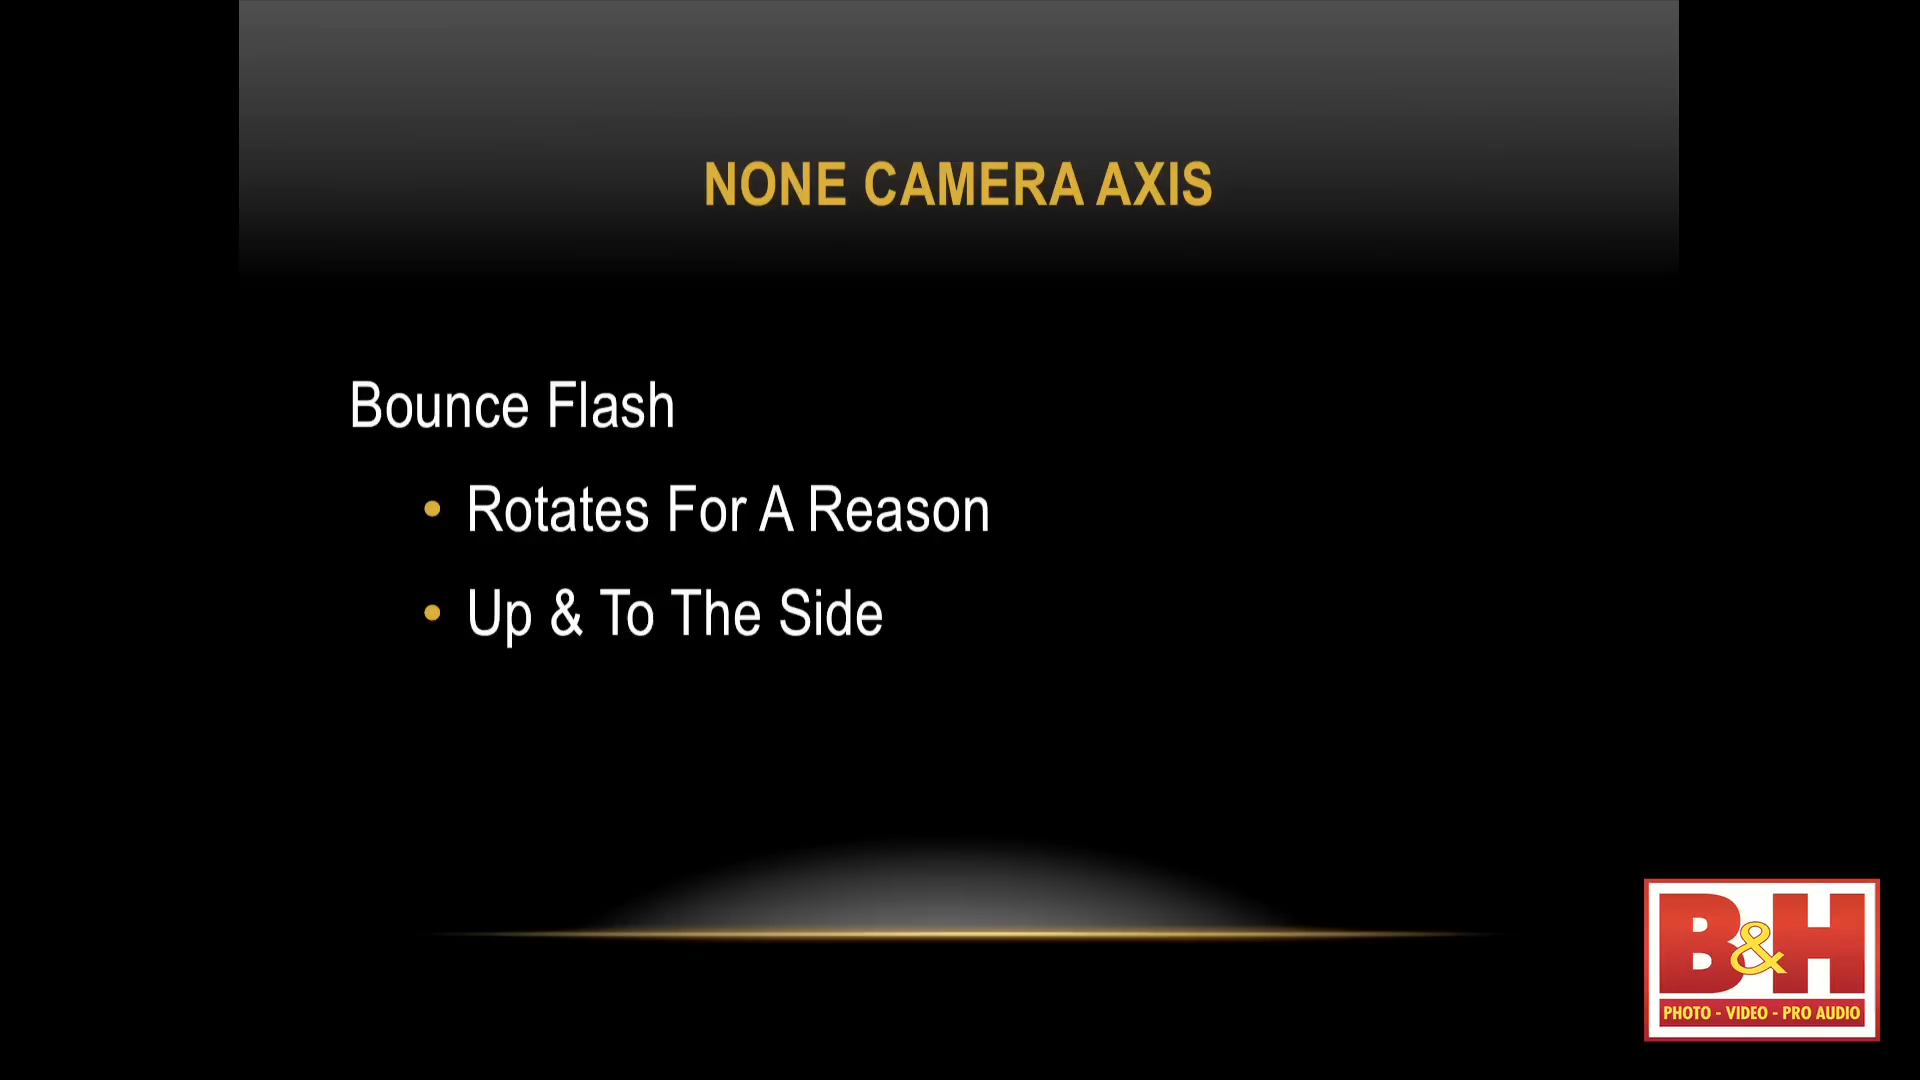 NONE CAMERA AXIS
Bounce Flash
• Rotates For A Reason
• Up & To The Side
B&H
PHOTO - VIDEO - PRO AUDIO